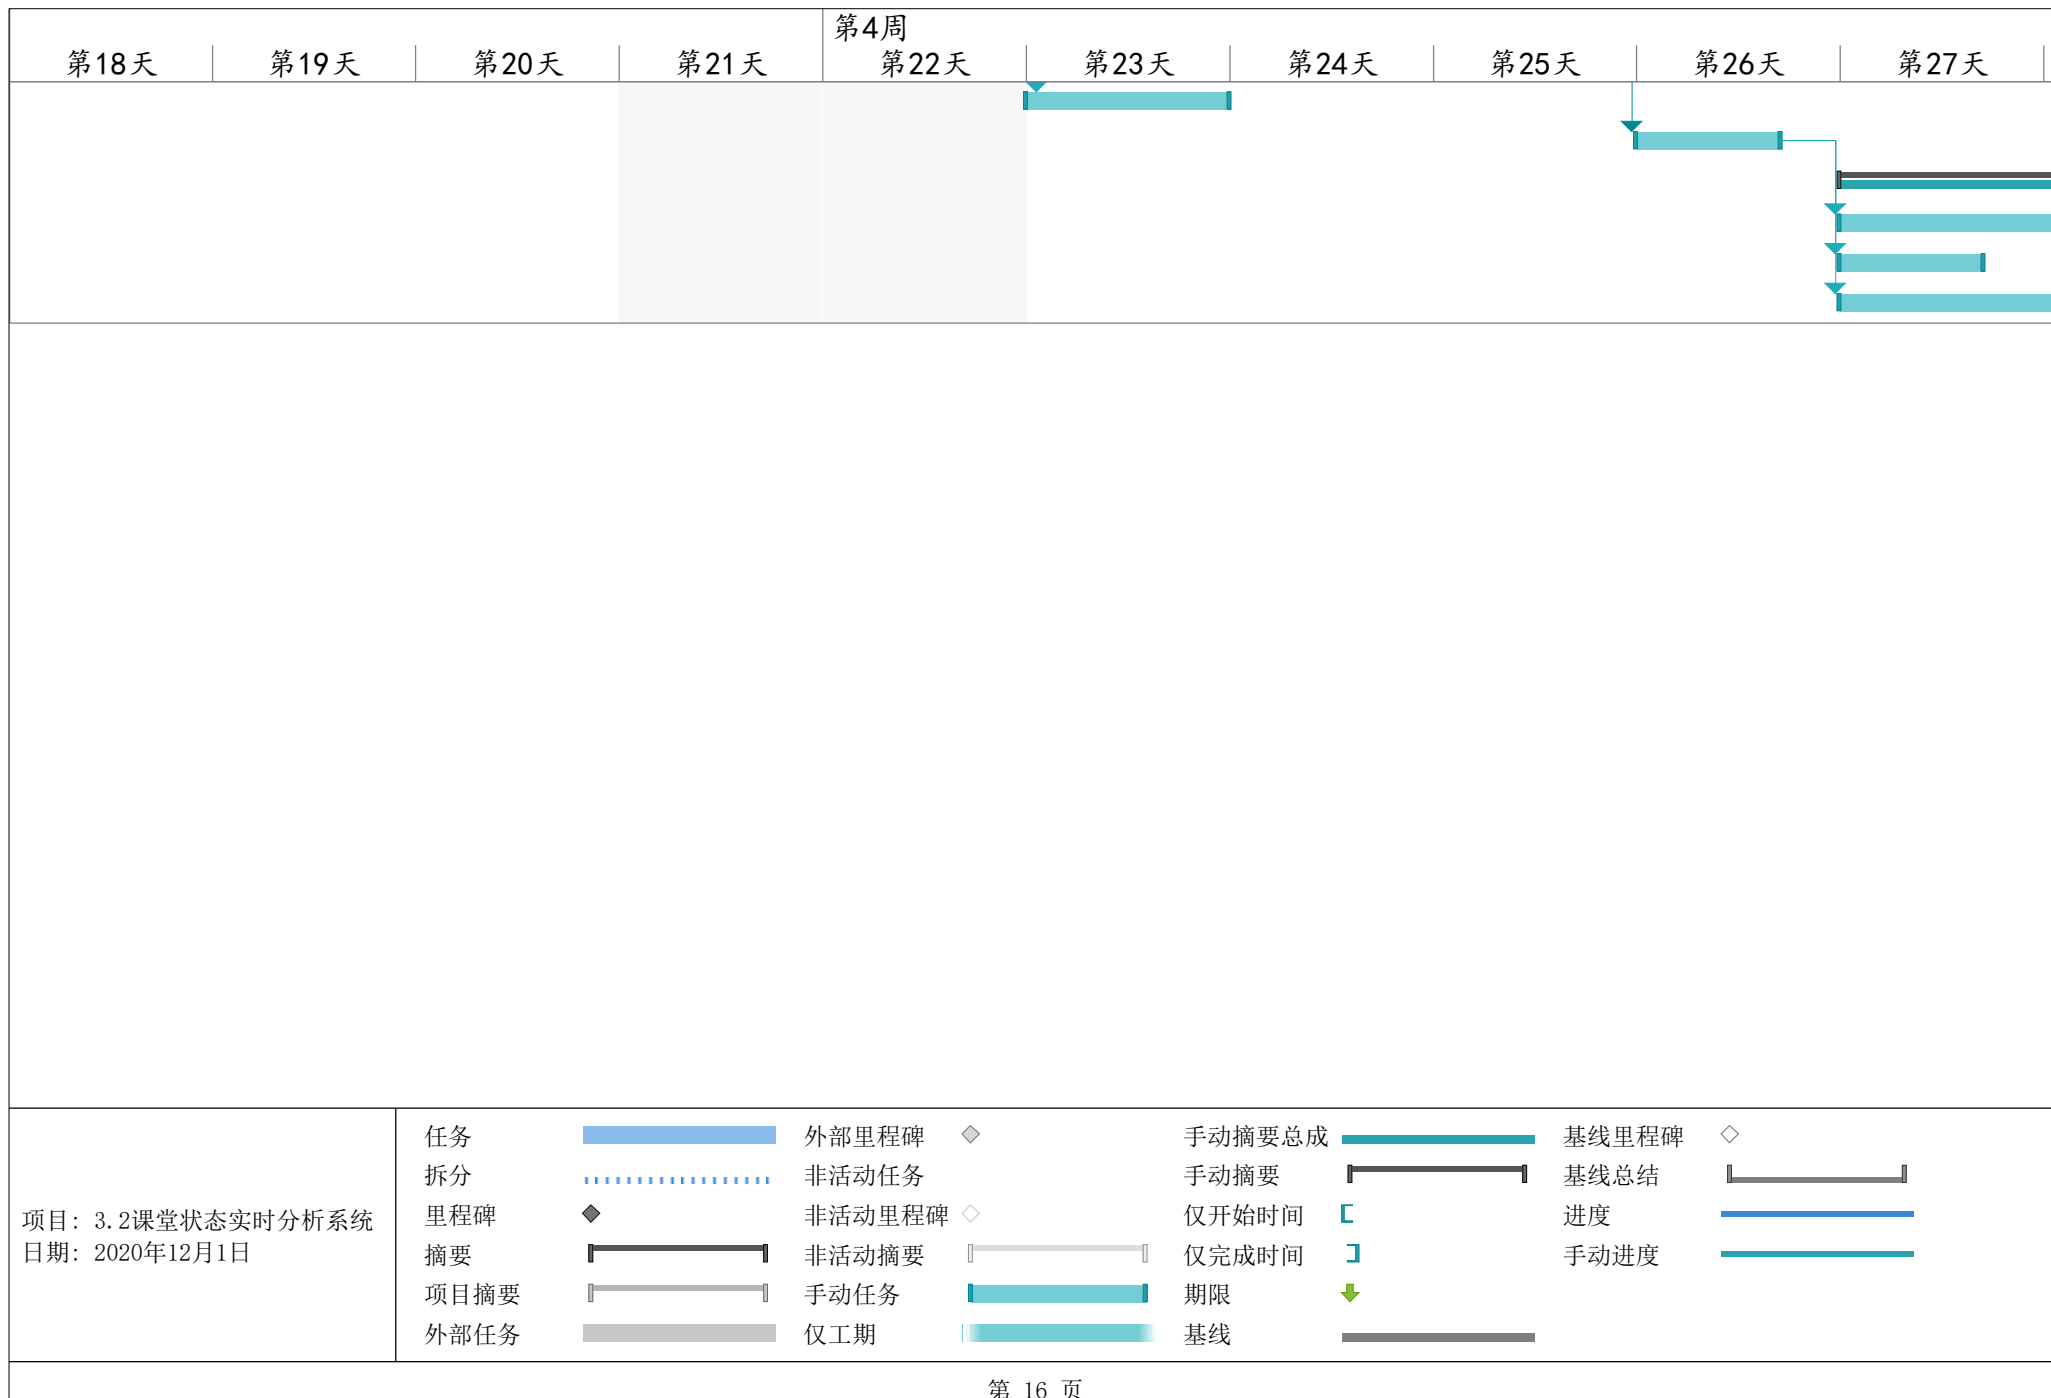 第4周
第18天 第19天 第20天 第21天 第22天 第23天 第24天 第25天 第26天 第27天
任务 外部里程碑 手动摘要总成 基线里程碑
拆分 非活动任务 手动摘要 基线总结
里程碑 非活动里程碑 仅开始时间 进度
摘要 非活动摘要 仅完成时间 手动进度
项目摘要 手动任务 期限
外部任务 仅工期 基线
项目: 3.2课堂状态实时分析系统
日期: 2020年12月1日
第 16 页